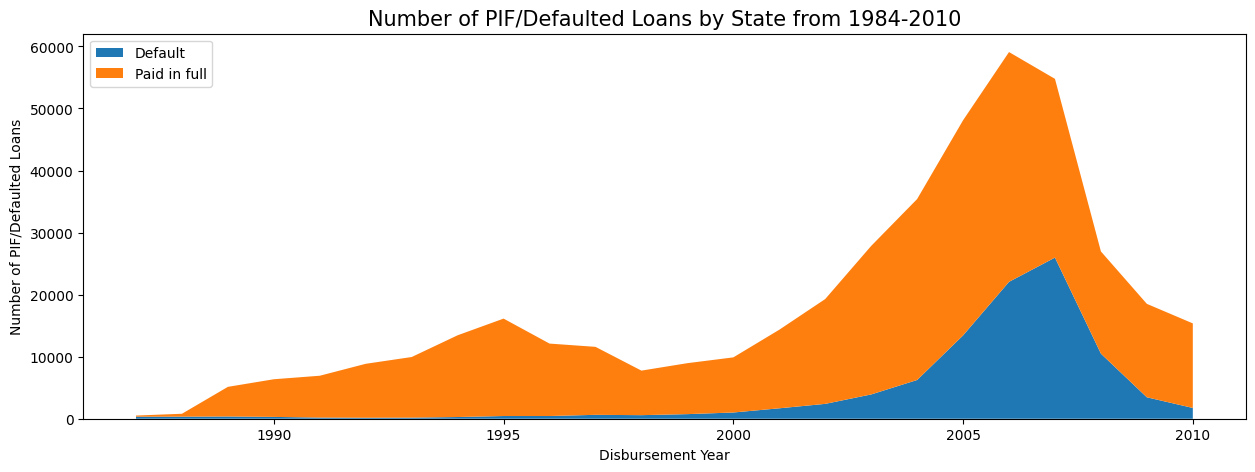 Number of PIF/Defaulted Loans by State from 1984-2010
Default
Paid in full
60000
50000
40000
30000
20000
10000
0
Number of PIF/Defaulted Loans
1990
1995
2000
2005
2010
Disbursement Year